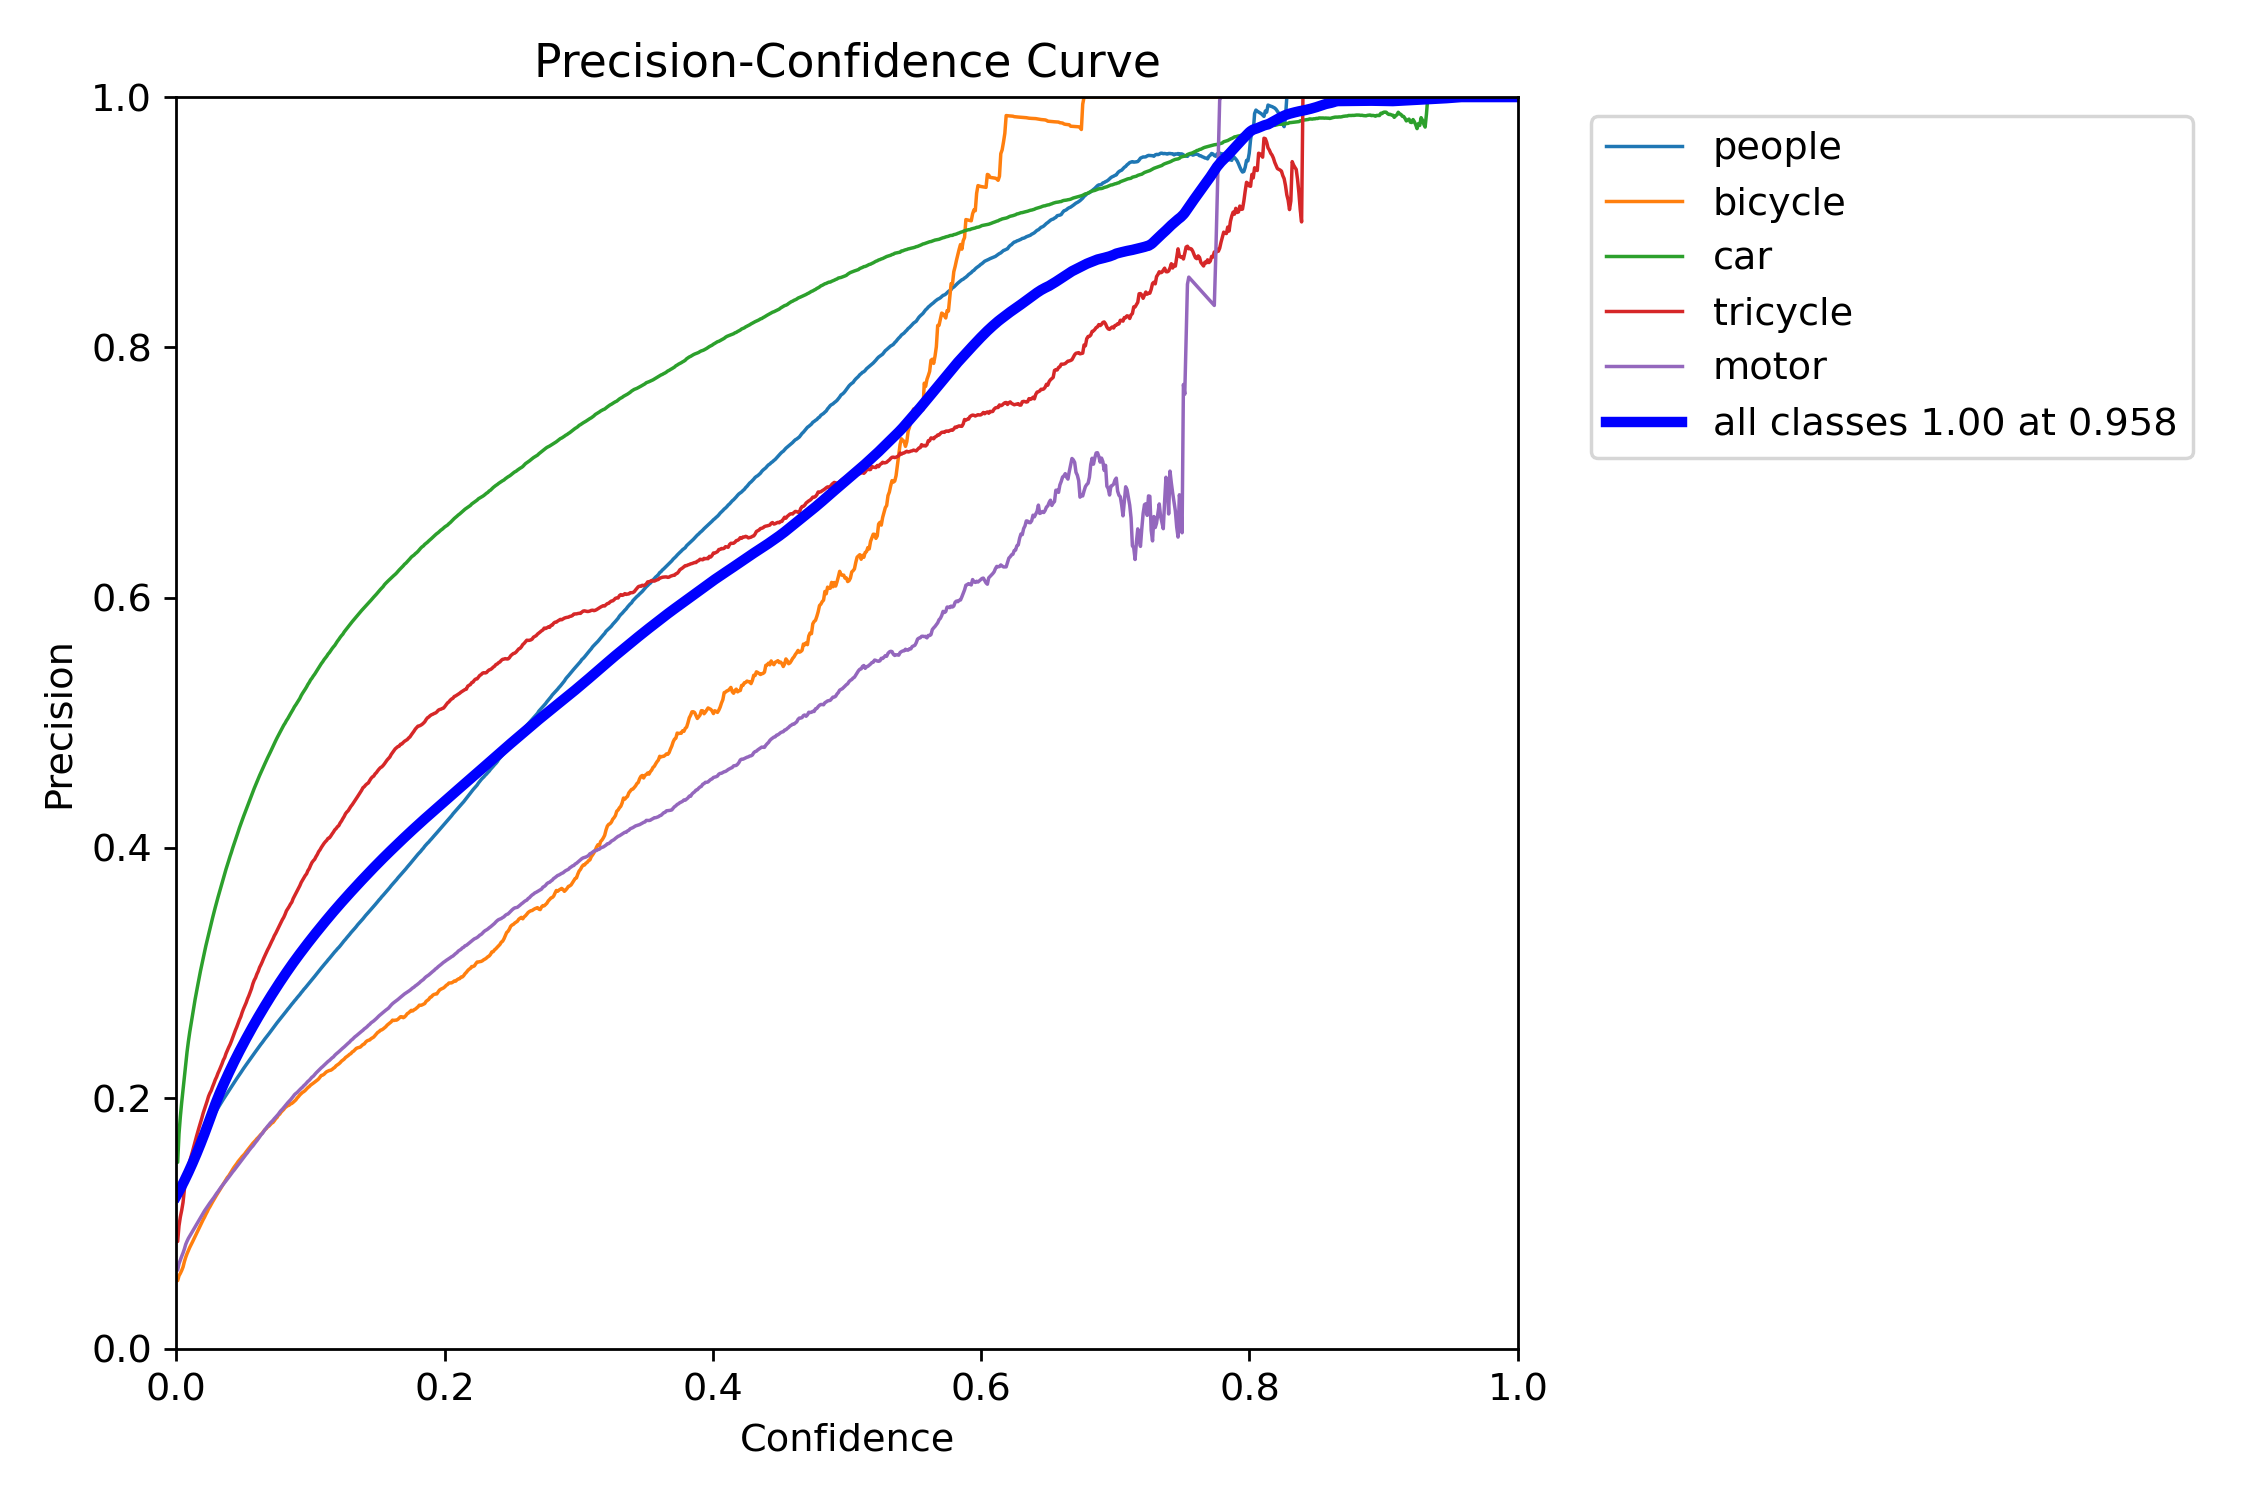 Precision-Confidence Curve
1.0
0.8
0.6
0.4
0.2
0.0
Precision
0.0 0.2 0.4 0.6 0.8 1.0
Confidence
people
bicycle
car
tricycle
motor
all classes 1.00 at 0.958